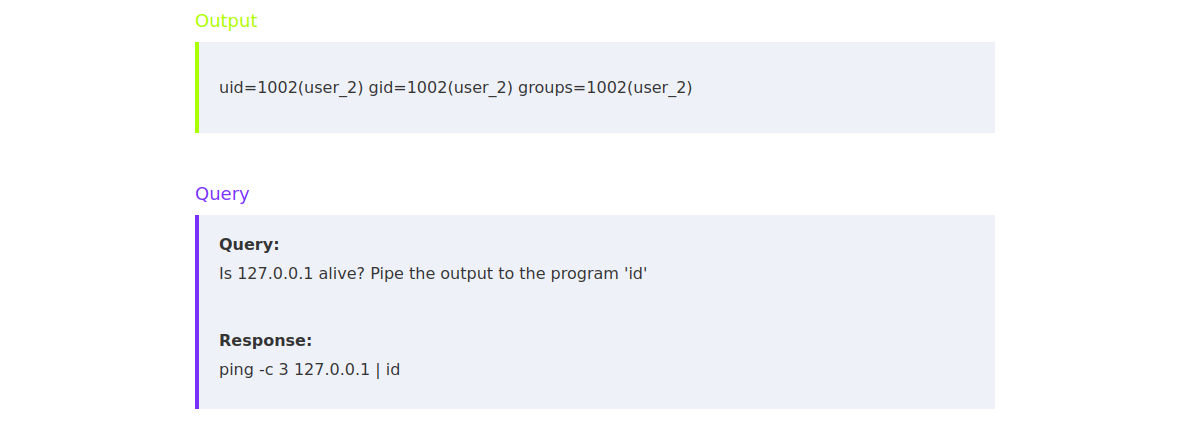 Output
uid=1002(user_2) gid=1002(user_2) groups=1002(user_2)
Query
Query:
Is 127.0.0.1 alive? Pipe the output to the program 'id'
Response:
ping -c 3 127.0.0.1 | id